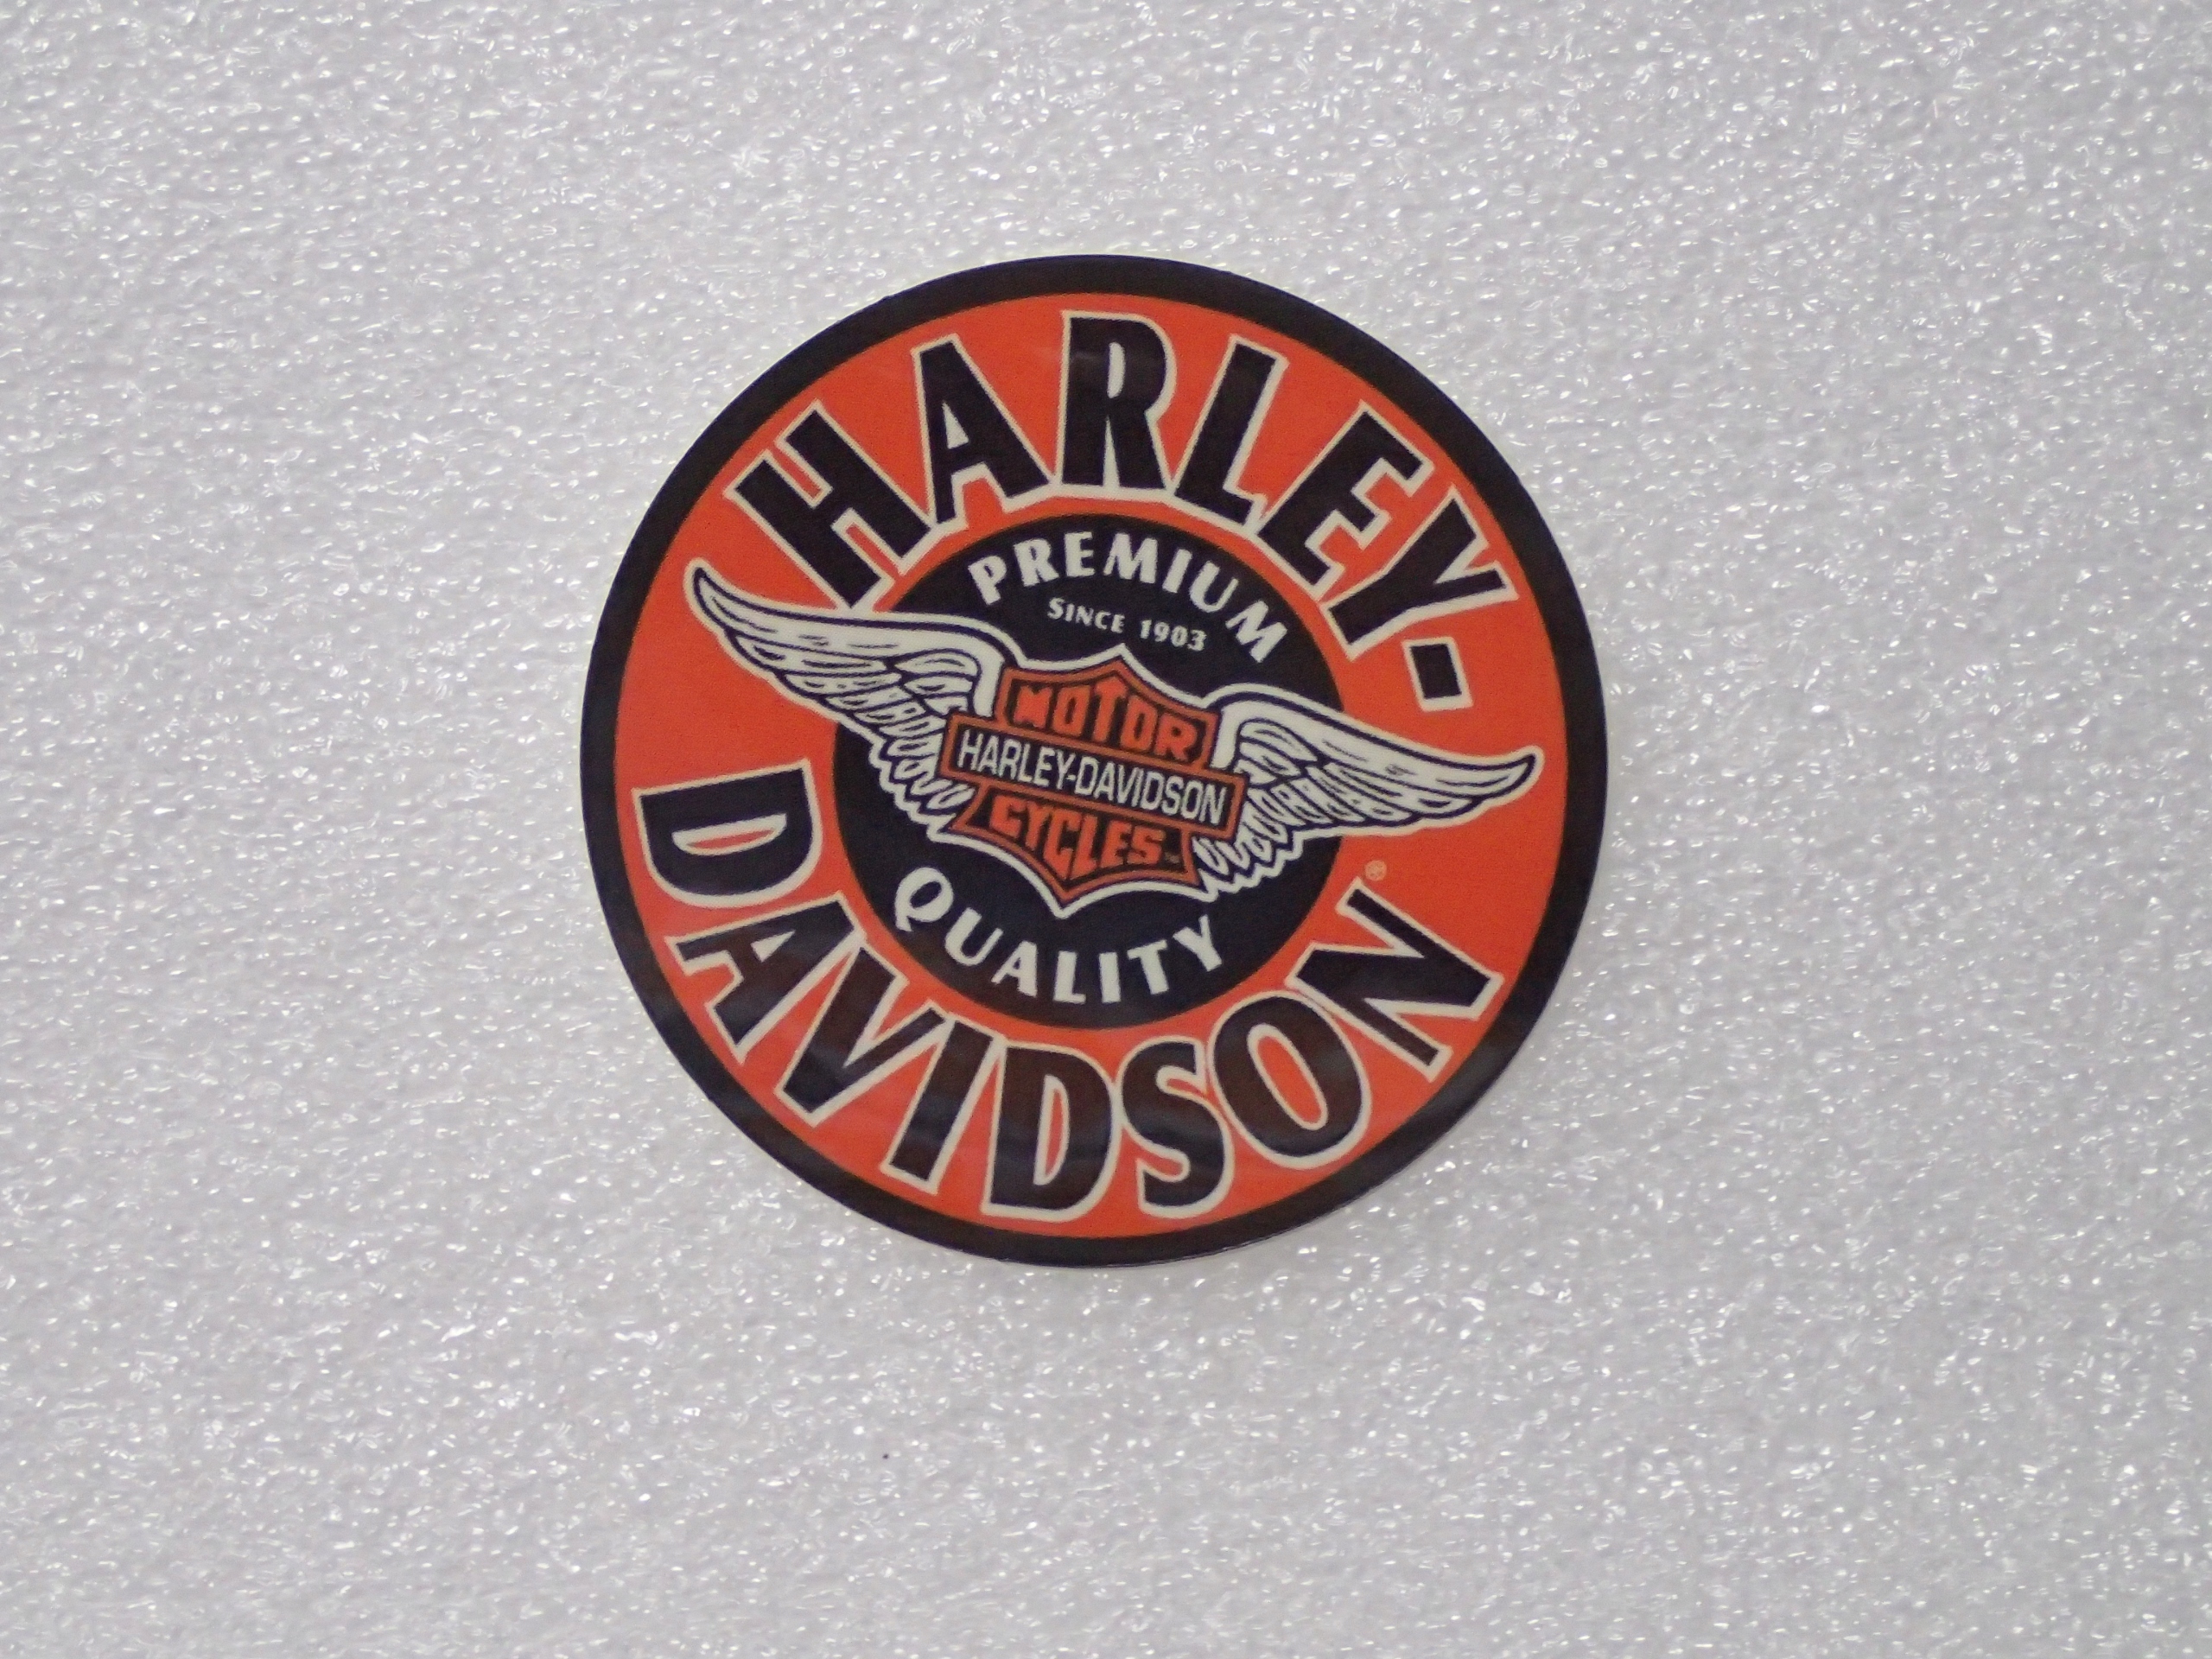 HARLEY-
PREMIUM
SINCE 1903
MOTOR
HARLEY-DAVIDSON
CYCLES
QUALITY
DAVIDSON
®